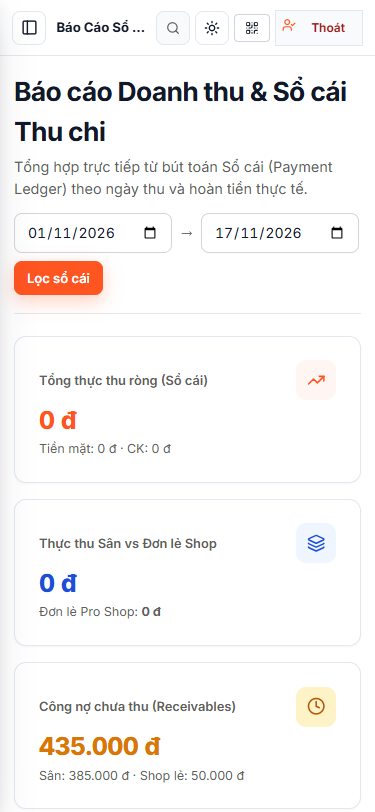 Báo Cáo Sổ ...
Thoát
Báo cáo Doanh thu & Sổ cái
Thu chi
Tổng hợp trực tiếp từ bút toán Sổ cái (Payment
Ledger) theo ngày thu và hoàn tiền thực tế.
01/11/2026 → 17/11/2026
Lọc sổ cái
Tổng thực thu ròng (Sổ cái)
0 đ
Tiền mặt: 0 đ · CK: 0 đ
Thực thu Sân vs Đơn lẻ Shop
0 đ
Đơn lẻ Pro Shop: 0 đ
Công nợ chưa thu (Receivables)
435.000 đ
Sân: 385.000 đ · Shop lẻ: 50.000 đ